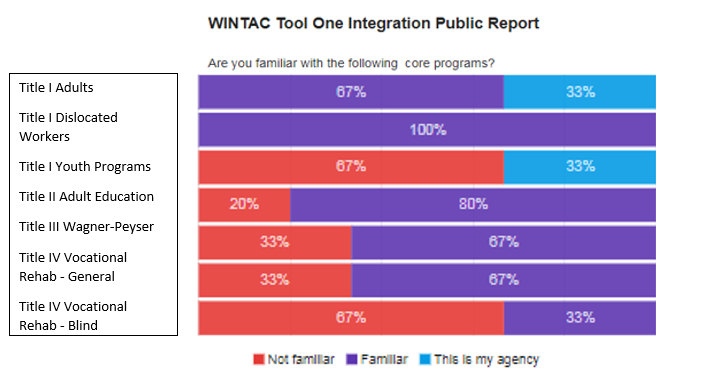 WINTAC Tool One Integration Public Report
Are you familiar with the following core programs?
Title I Adults
67% 33%
Title I Dislocated
Workers
100%
Title I Youth Programs
67% 33%
Title II Adult Education
20% 80%
Title III Wagner-Peyser
33% 67%
Title IV Vocational
Rehab - General
33% 67%
Title IV Vocational
Rehab - Blind
67% 33%
Not familiar Familiar This is my agency